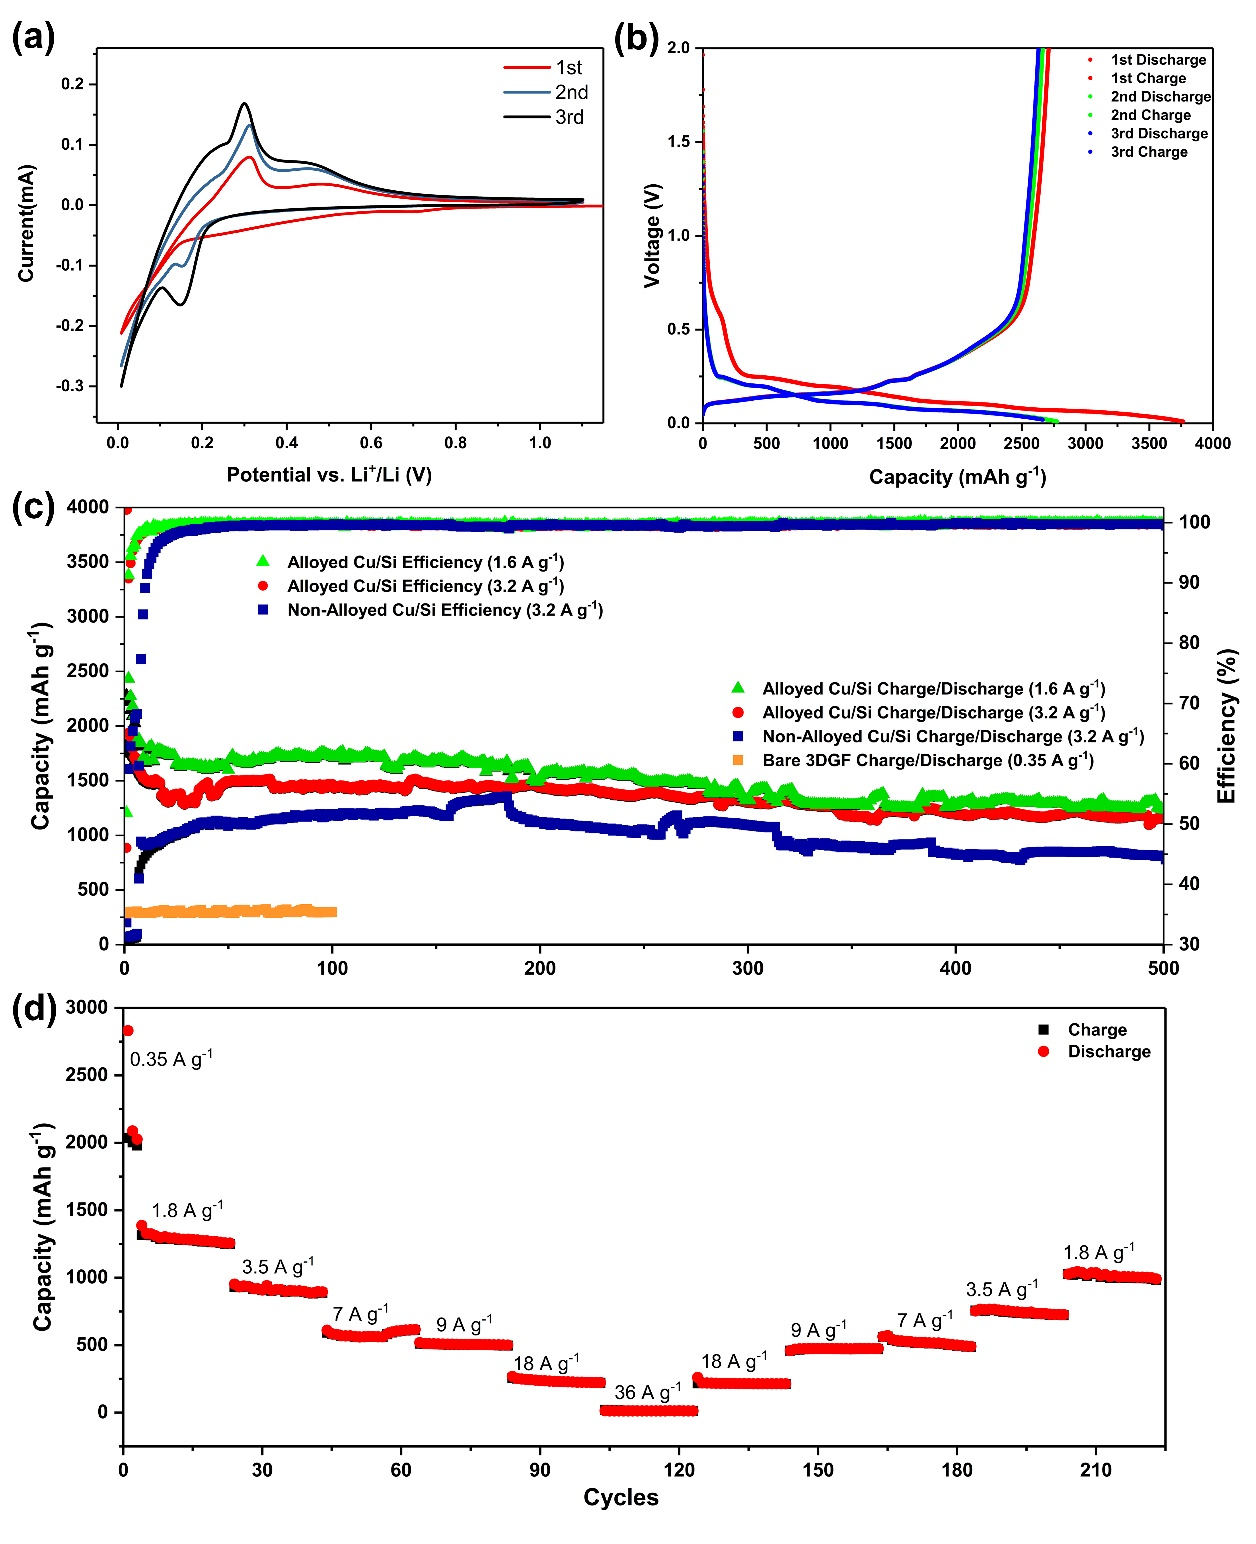 (a)
0.2
0.1
0.0
-0.1
-0.2
-0.3
Current(mA)
1st
2nd
3rd
0.0 0.2 0.4 0.6 0.8 1.0
Potential vs. Li⁺/Li (V)
(b)
2.0
1.5
1.0
0.5
0.0
Voltage (V)
1st Discharge
1st Charge
2nd Discharge
2nd Charge
3rd Discharge
3rd Charge
0 500 1000 1500 2000 2500 3000 3500 4000
Capacity (mAh g⁻¹)
(c)
4000
3500
3000
2500
2000
1500
1000
500
0
Capacity (mAh g⁻¹)
Alloyed Cu/Si Efficiency (1.6 A g⁻¹)
Alloyed Cu/Si Efficiency (3.2 A g⁻¹)
Non-Alloyed Cu/Si Efficiency (3.2 A g⁻¹)
Alloyed Cu/Si Charge/Discharge (1.6 A g⁻¹)
Alloyed Cu/Si Charge/Discharge (3.2 A g⁻¹)
Non-Alloyed Cu/Si Charge/Discharge (3.2 A g⁻¹)
Bare 3DGF Charge/Discharge (0.35 A g⁻¹)
100
90
80
70
60
50
40
30
Efficiency (%)
0 100 200 300 400 500
(d)
3000
2500
2000
1500
1000
500
0
Capacity (mAh g⁻¹)
Charge
Discharge
0.35 A g⁻¹
1.8 A g⁻¹
3.5 A g⁻¹
7 A g⁻¹
9 A g⁻¹
18 A g⁻¹
36 A g⁻¹
18 A g⁻¹
9 A g⁻¹
7 A g⁻¹
3.5 A g⁻¹
1.8 A g⁻¹
0 30 60 90 120 150 180 210
Cycles